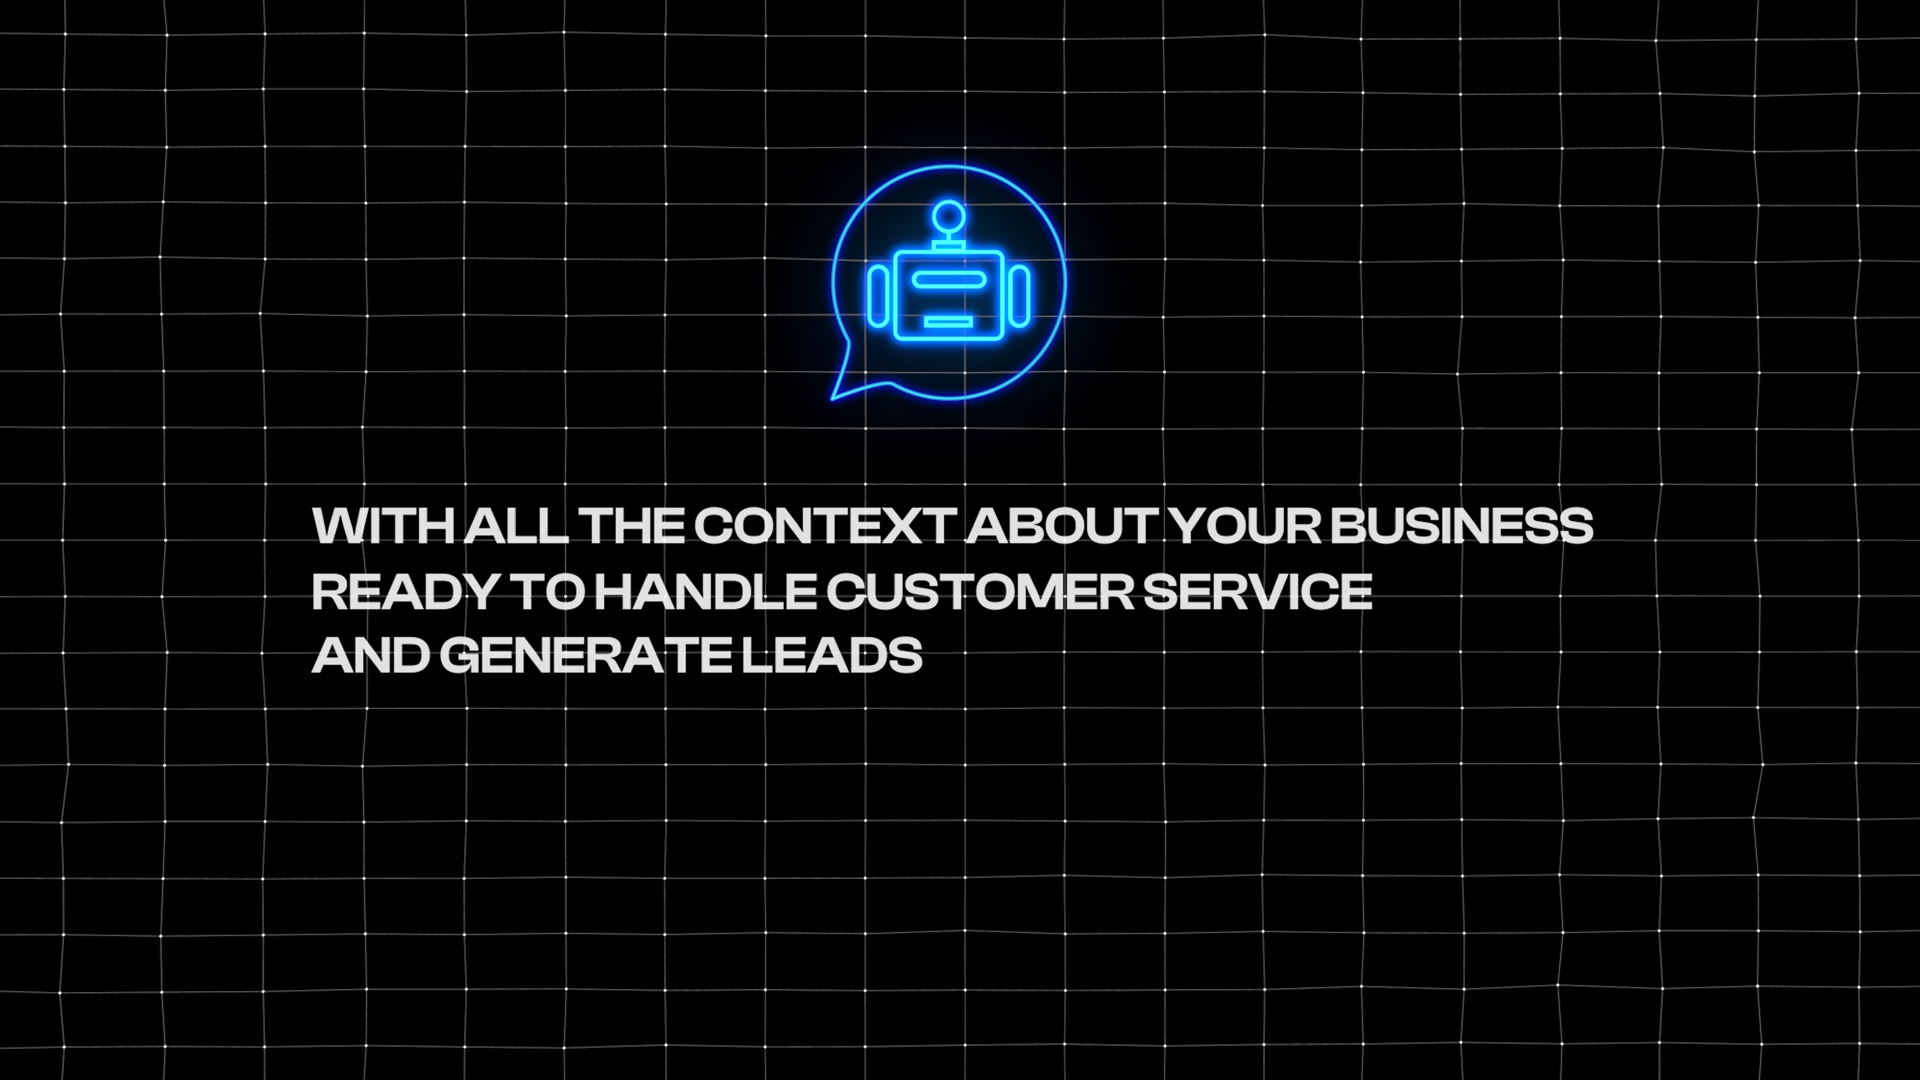 WITH ALL THE CONTEXT ABOUT YOUR BUSINESS
READY TO HANDLE CUSTOMER SERVICE
AND GENERATE LEADS